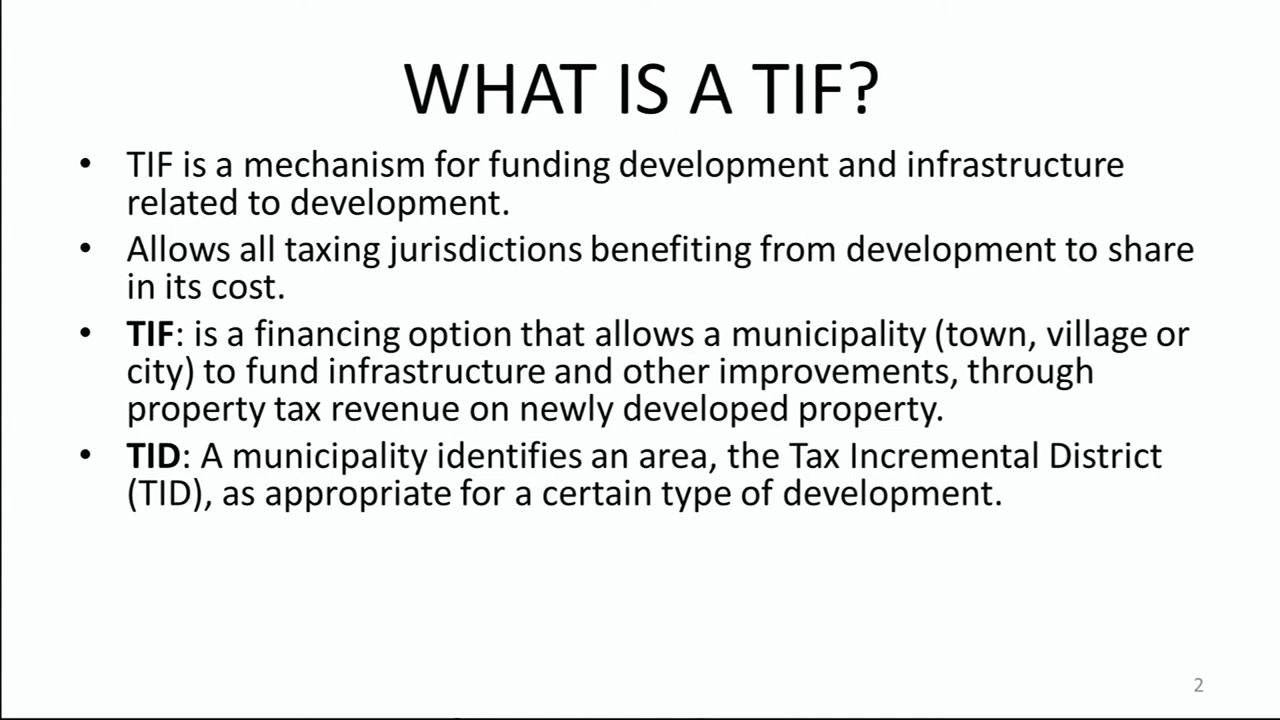 WHAT IS A TIF?
• TIF is a mechanism for funding development and infrastructure
related to development.
• Allows all taxing jurisdictions benefiting from development to share
in its cost.
• TIF: is a financing option that allows a municipality (town, village or
city) to fund infrastructure and other improvements, through
property tax revenue on newly developed property.
• TID: A municipality identifies an area, the Tax Incremental District
(TID), as appropriate for a certain type of development.
2